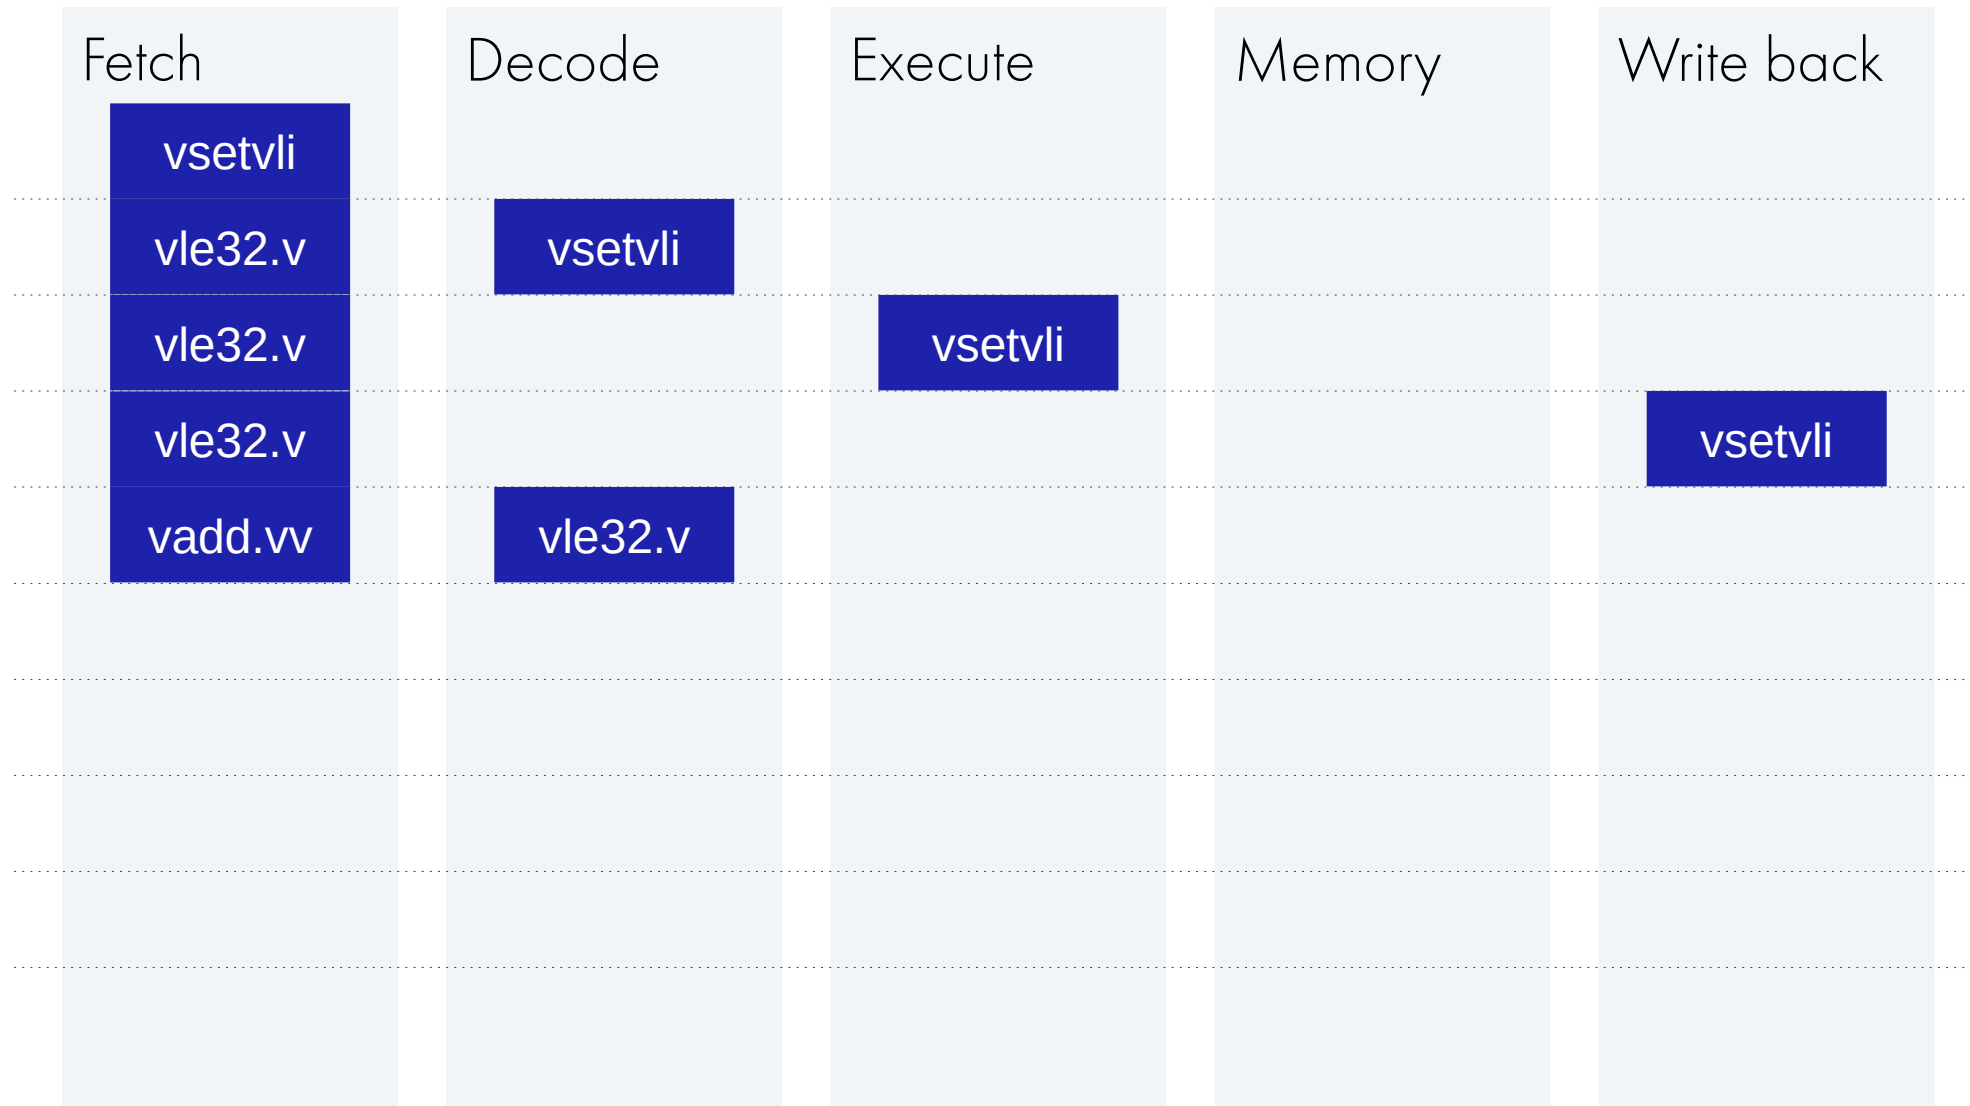 Fetch Decode Execute Memory Write back
vsetvli
vle32.v vsetvli
vle32.v vsetvli
vle32.v vsetvli
vadd.vv vle32.v